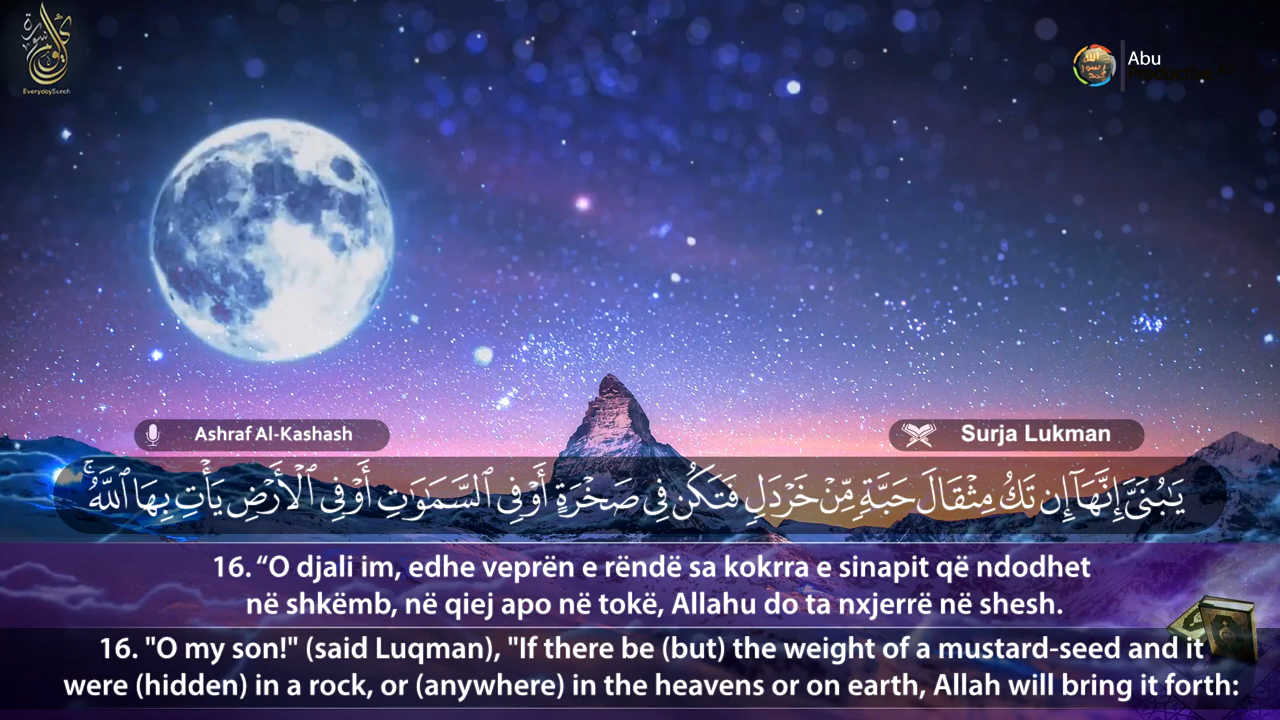 EverydaySurah
Abu
Ashraf Al-Kashash
Surja Lukman
يَٰبُنَىَّ إِنَّهَآ إِن تَكُ مِثْقَالَ حَبَّةٍ مِّنْ خَرْدَلٍ فَتَكُن فِى صَخْرَةٍ أَوْ فِى ٱلسَّمَٰوَٰتِ أَوْ فِى ٱلْأَرْضِ يَأْتِ بِهَا ٱللَّهُ ۚ
16. “O djali im, edhe veprën e rëndë sa kokrra e sinapit që ndodhet
në shkëmb, në qiej apo në tokë, Allahu do ta nxjerrë në shesh.
16. "O my son!" (said Luqman), "If there be (but) the weight of a mustard-seed and it
were (hidden) in a rock, or (anywhere) in the heavens or on earth, Allah will bring it forth: